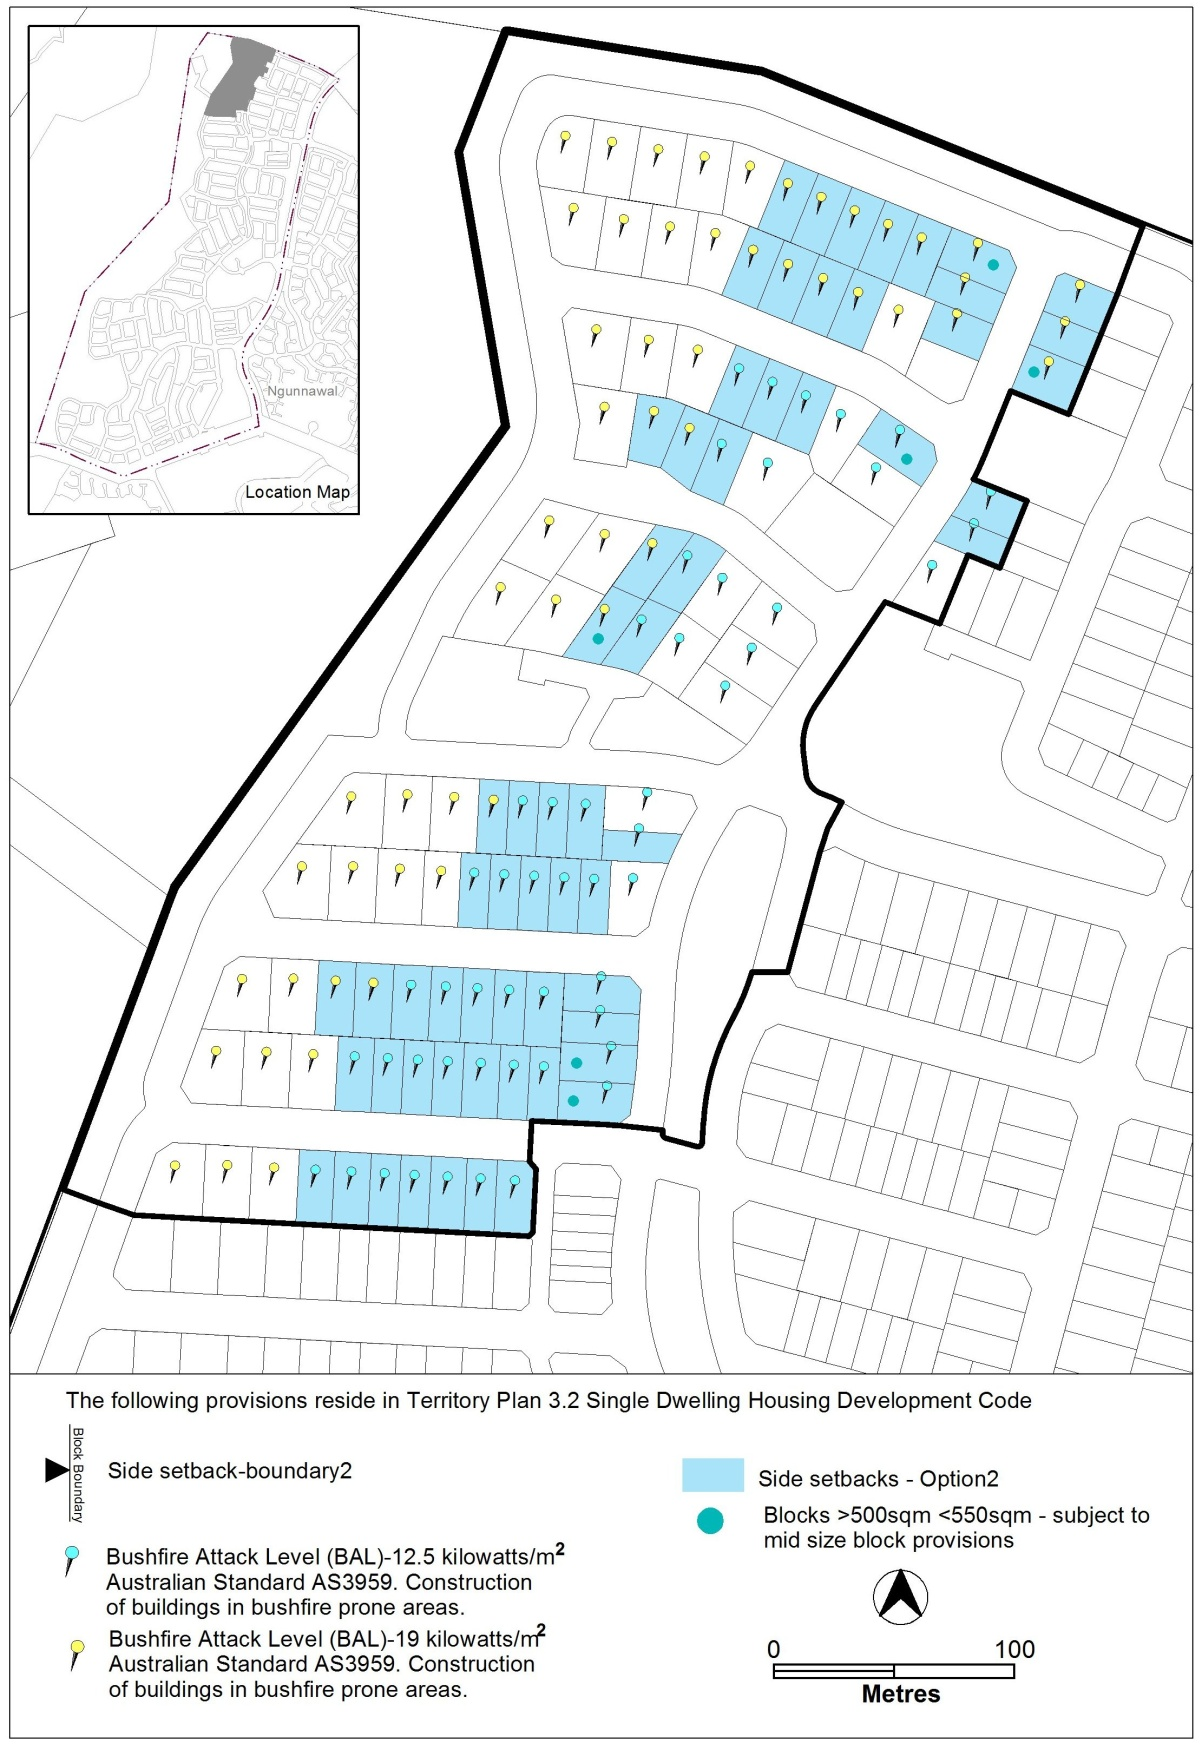 Ngunnawal
Location Map
The following provisions reside in Territory Plan 3.2 Single Dwelling Housing Development Code
Block Boundary
Side setback-boundary2
Bushfire Attack Level (BAL)-12.5 kilowatts/m²
Australian Standard AS3959. Construction
of buildings in bushfire prone areas.
Bushfire Attack Level (BAL)-19 kilowatts/m²
Australian Standard AS3959. Construction
of buildings in bushfire prone areas.
Side setbacks - Option2
Blocks >500sqm <550sqm - subject to
mid size block provisions
0 100
Metres